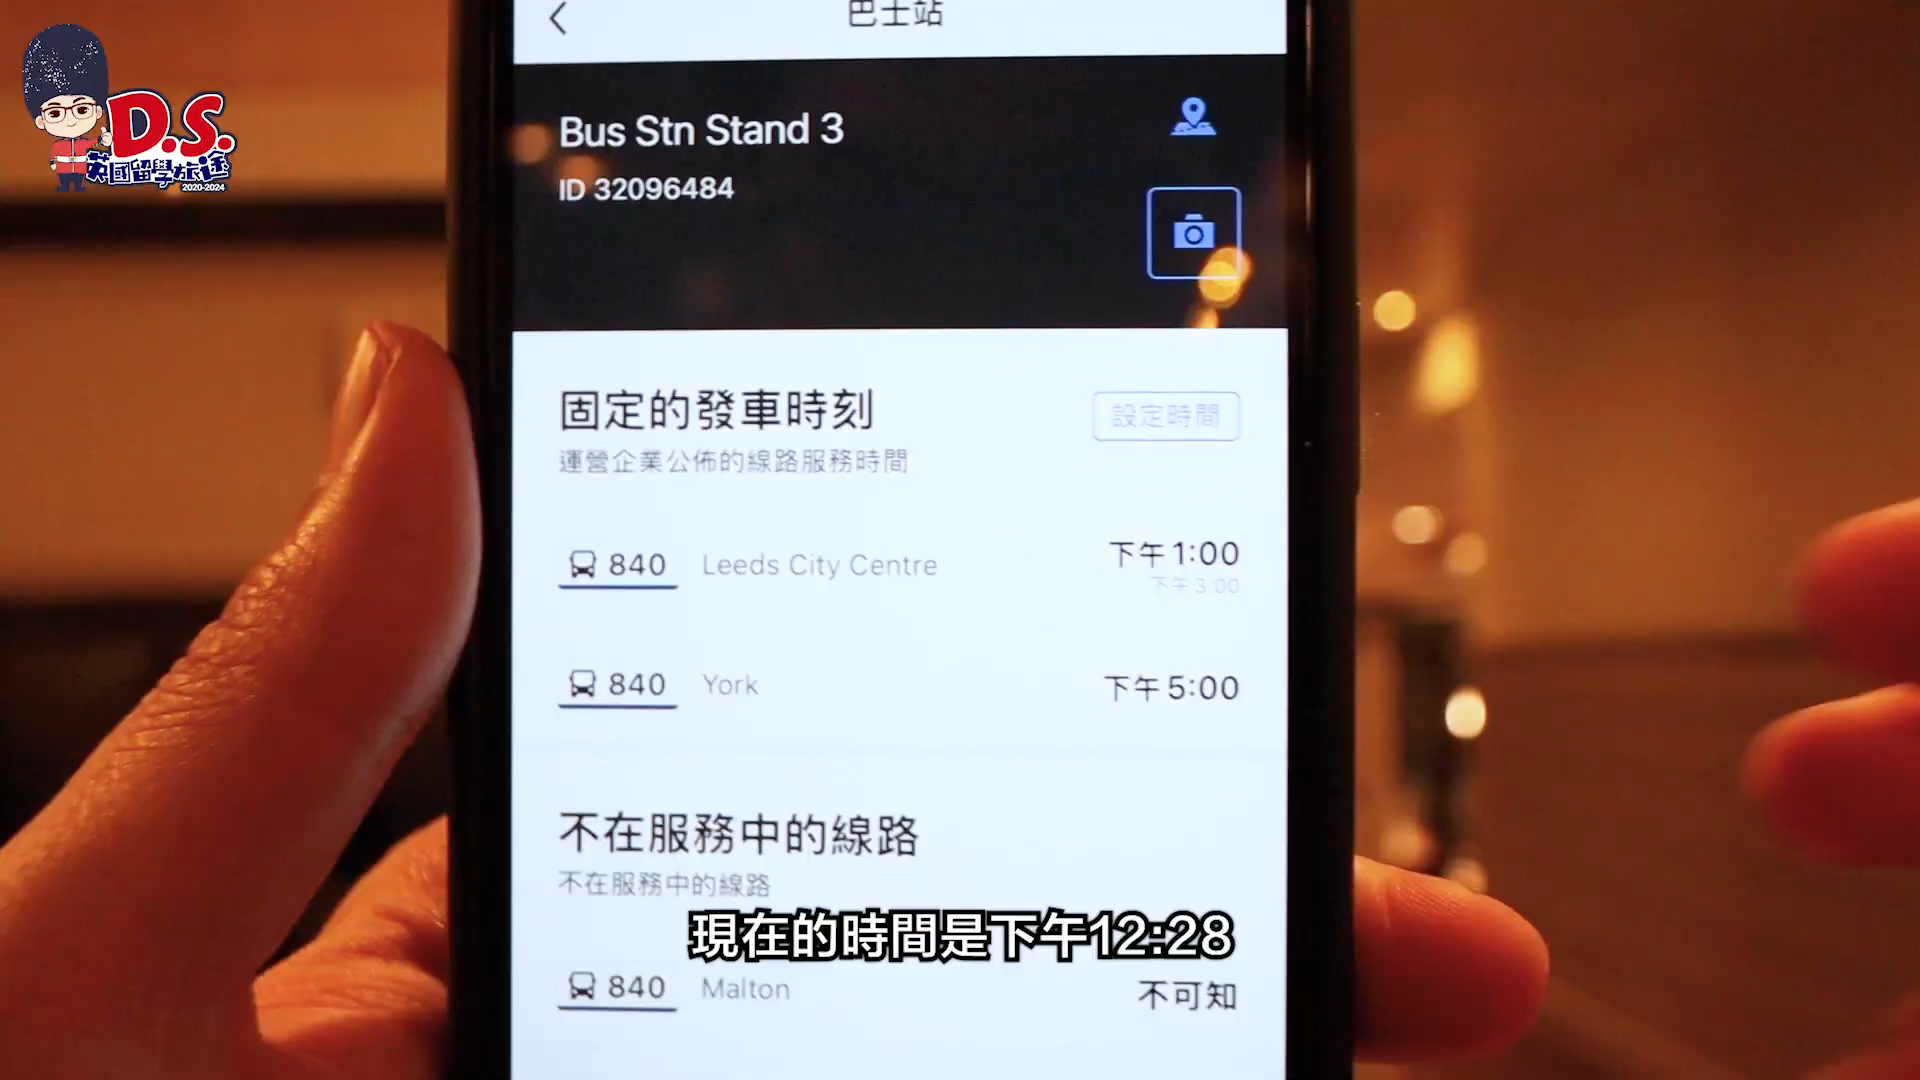 巴士站
D.S.
英國留學旅途
2020-2024
Bus Stn Stand 3
ID 32096484
固定的發車時刻
設定時間
運營企業公佈的線路服務時間
840 Leeds City Centre 下午1:00
下午3:00
840 York 下午5:00
不在服務中的線路
不在服務中的線路
現在的時間是下午12:28
840 Malton 不可知